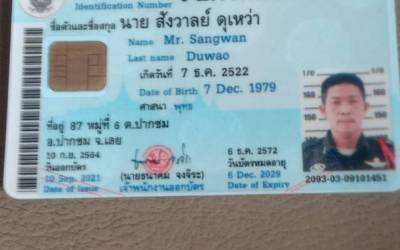 Identification Number
ชื่อตัวและชื่อสกุล นาย สังวาลย์ ดุเหว่า
Name Mr. Sangwan
Last name Duwao
เกิดวันที่ 7 ธ.ค. 2522
Date of Birth 7 Dec. 1979
ศาสนา พุทธ
ที่อยู่ 87 หมู่ที่ 6 ต.ปากชม
อ.ปากชม จ.เลย
10 ก.ย. 2564
วันออกบัตร
10 Sep. 2021
Date of Issue
เจ้าพนักงานออกบัตร
6 ธ.ค. 2572
วันบัตรหมดอายุ
6 Dec. 2029
Date of Expiry
170
160
150
2093-03-09101451